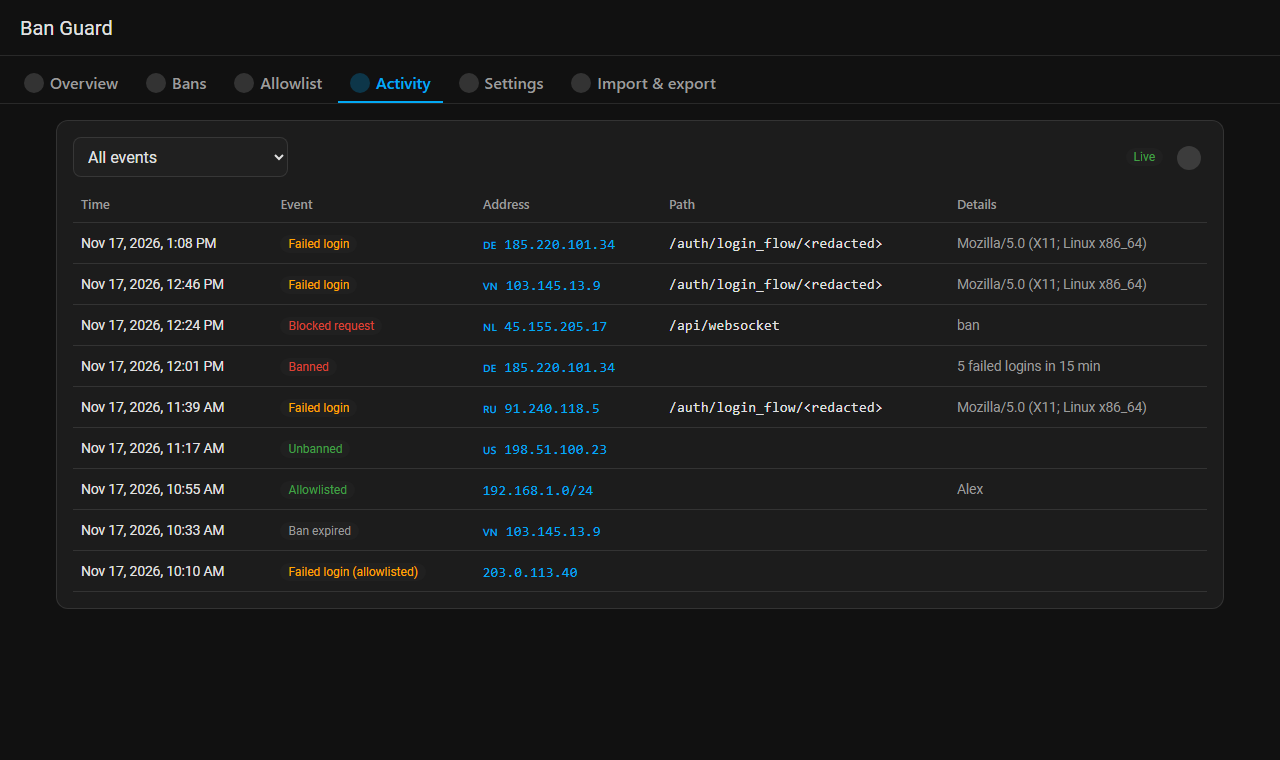 Ban Guard
Overview Bans Allowlist Activity Settings Import & export
All events Live
Time Event Address Path Details
Nov 17, 2026, 1:08 PM Failed login DE 185.220.101.34 /auth/login_flow/<redacted> Mozilla/5.0 (X11; Linux x86_64)
Nov 17, 2026, 12:46 PM Failed login VN 103.145.13.9 /auth/login_flow/<redacted> Mozilla/5.0 (X11; Linux x86_64)
Nov 17, 2026, 12:24 PM Blocked request NL 45.155.205.17 /api/websocket ban
Nov 17, 2026, 12:01 PM Banned DE 185.220.101.34 5 failed logins in 15 min
Nov 17, 2026, 11:39 AM Failed login RU 91.240.118.5 /auth/login_flow/<redacted> Mozilla/5.0 (X11; Linux x86_64)
Nov 17, 2026, 11:17 AM Unbanned US 198.51.100.23
Nov 17, 2026, 10:55 AM Allowlisted 192.168.1.0/24 Alex
Nov 17, 2026, 10:33 AM Ban expired VN 103.145.13.9
Nov 17, 2026, 10:10 AM Failed login (allowlisted) 203.0.113.40